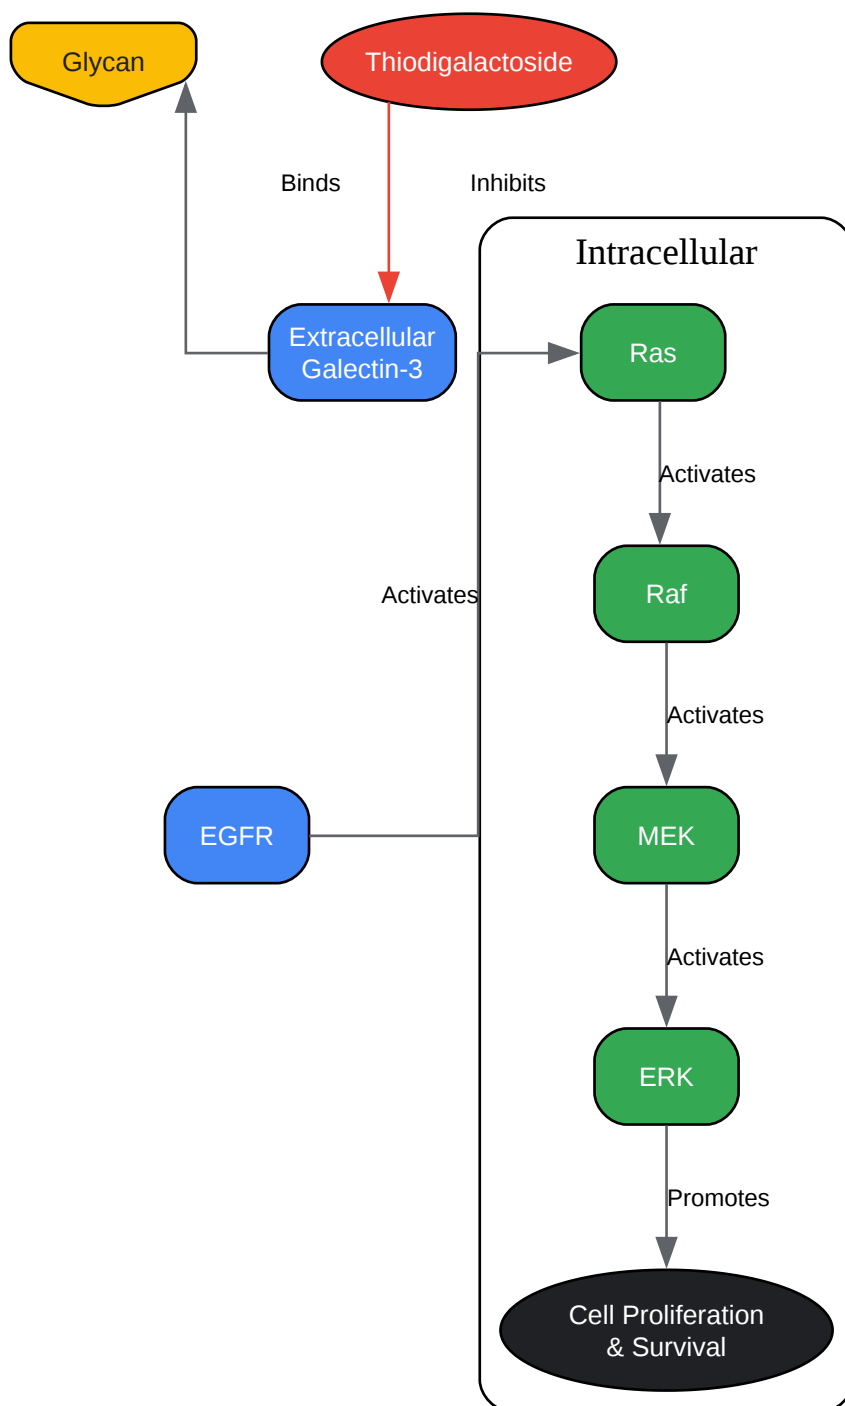 Glycan
Thiodigalactoside
Binds
Inhibits
Intracellular
Extracellular
Galectin-3
Ras
Activates
Raf
Activates
Activates
EGFR
MEK
Activates
ERK
Promotes
Cell Proliferation
& Survival